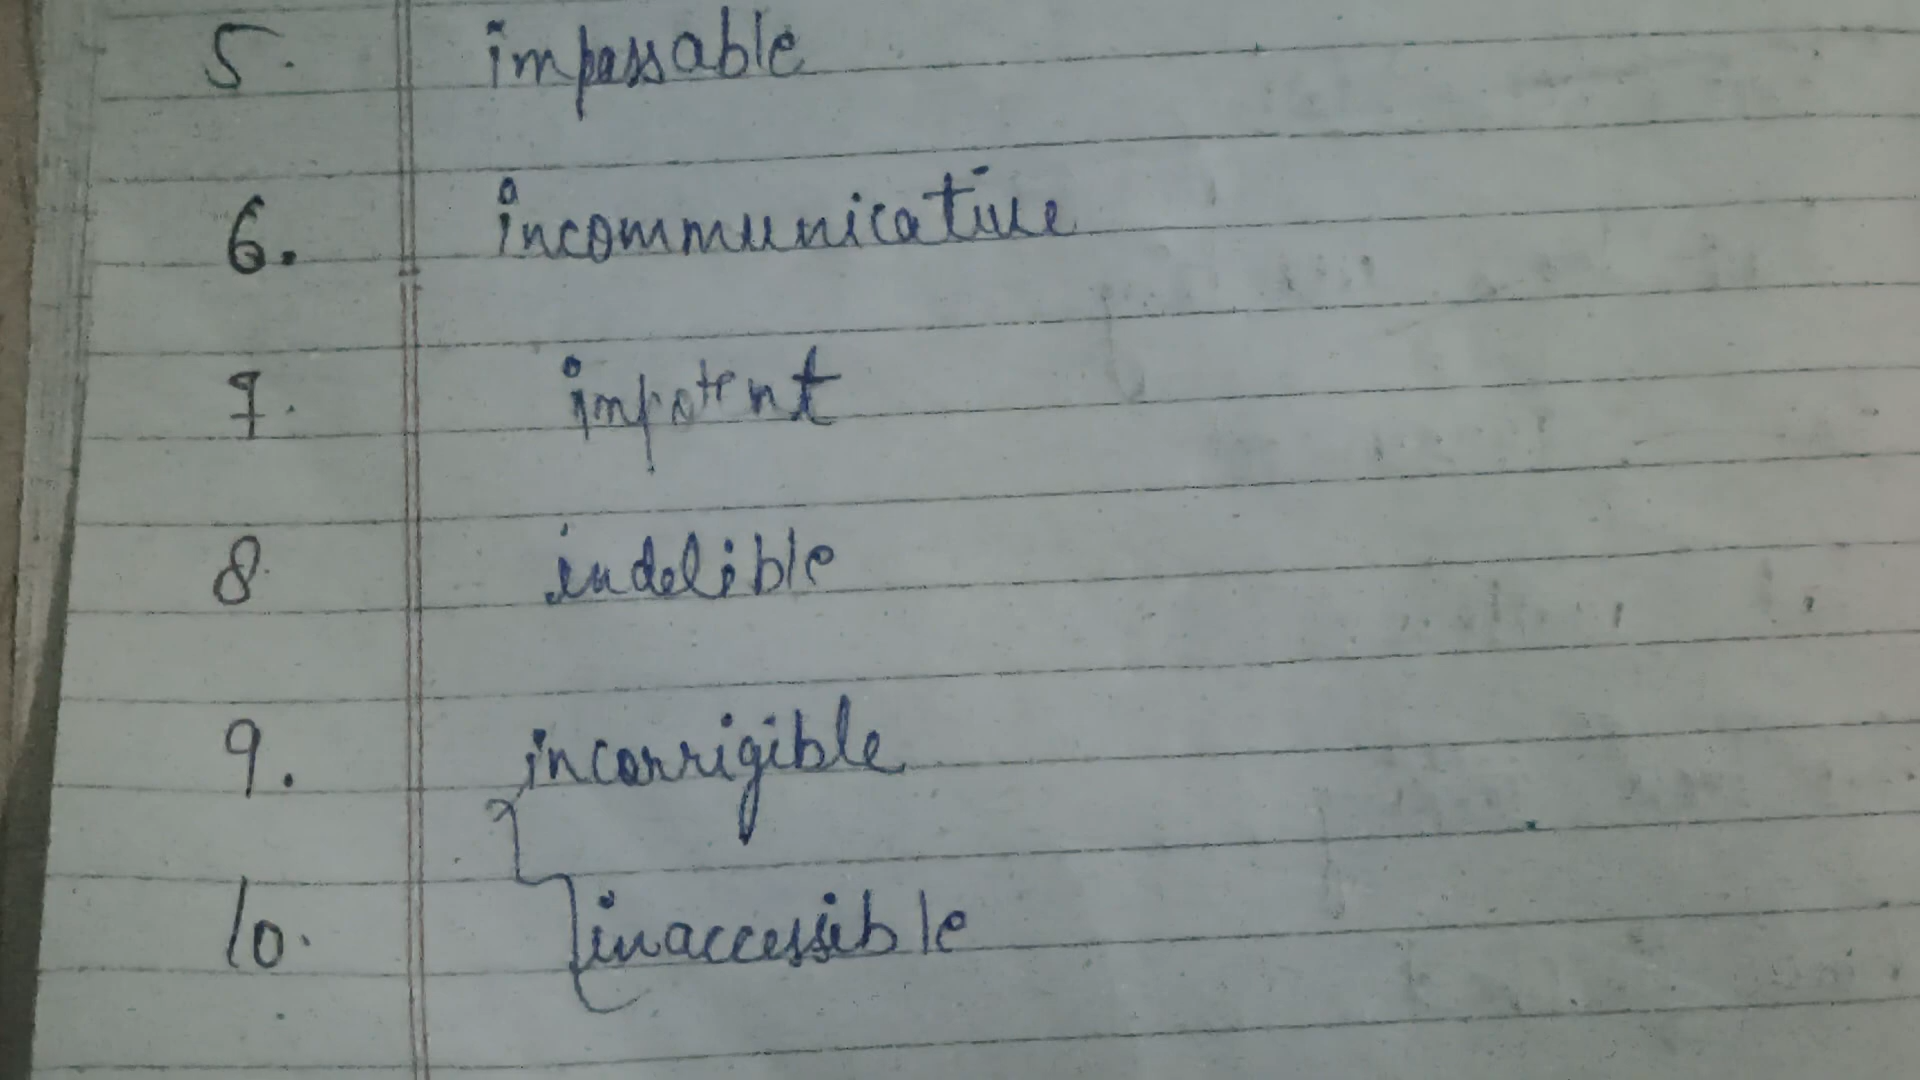 5. impassable
6. incommunicative
7. impotent
8. indelible
9. incorrigible
10. inaccessible